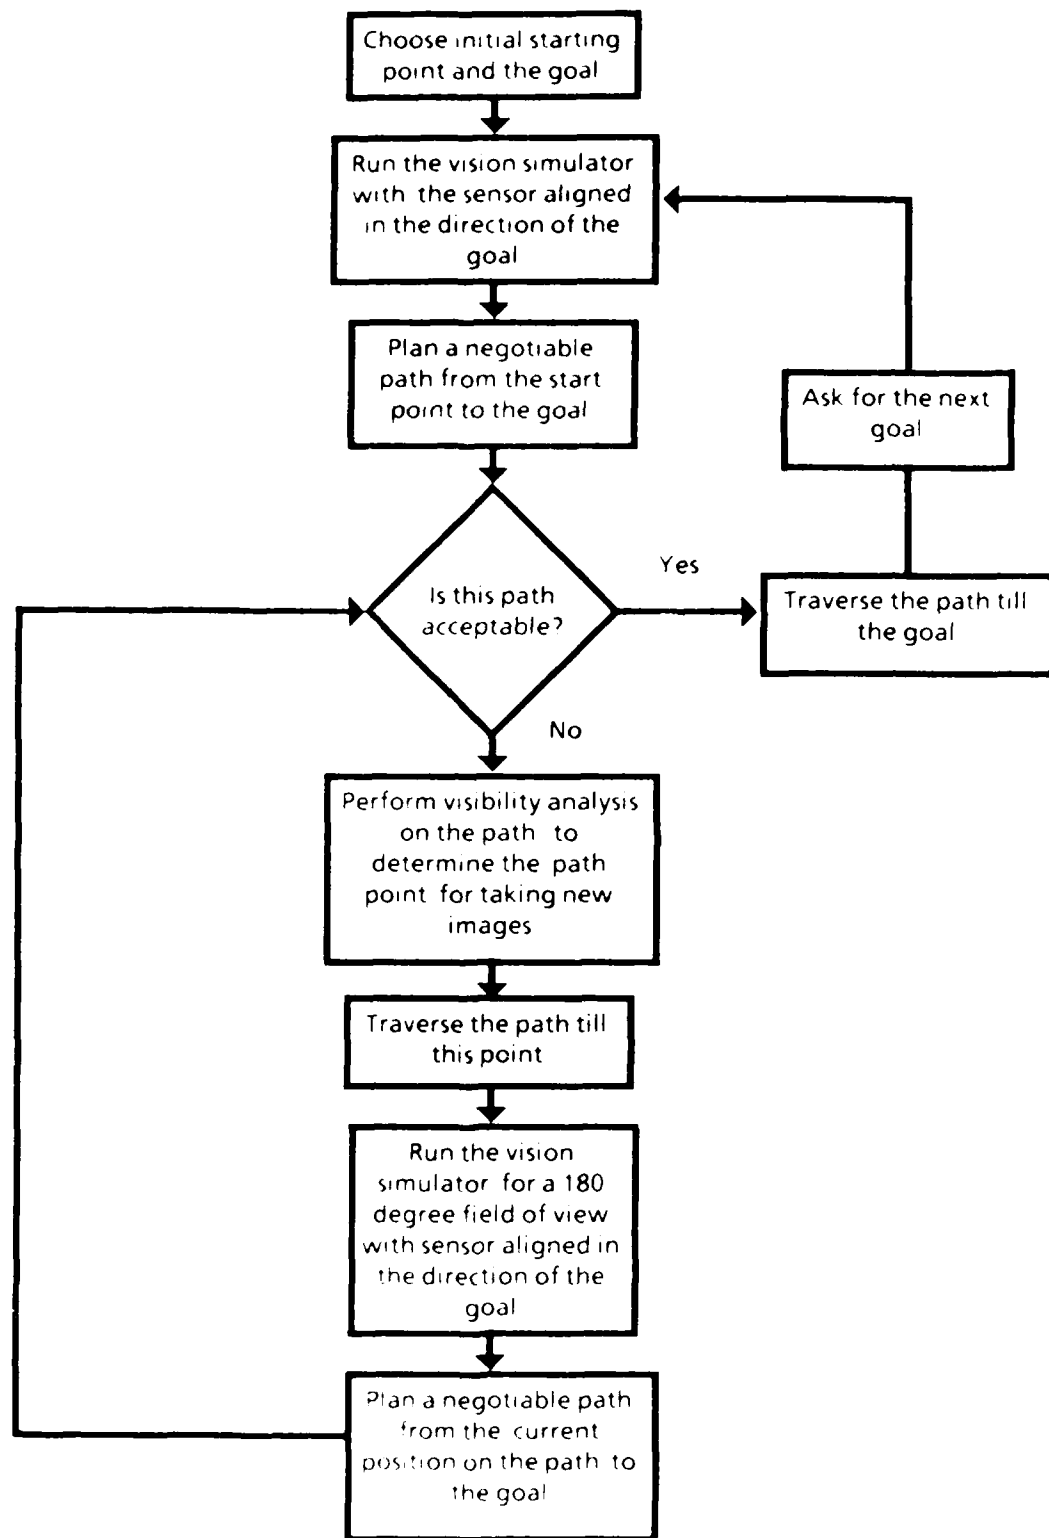 Choose initial starting
point and the goal
Run the vision simulator
with the sensor aligned
in the direction of the
goal
Plan a negotiable
path from the start
point to the goal
Ask for the next
goal
Is this path
acceptable?
Yes
Traverse the path till
the goal
No
Perform visibility analysis
on the path to
determine the path
point for taking new
images
Traverse the path till
this point
Run the vision
simulator for a 180
degree field of view
with sensor aligned in
the direction of the
goal
Plan a negotiable path
from the current
position on the path to
the goal